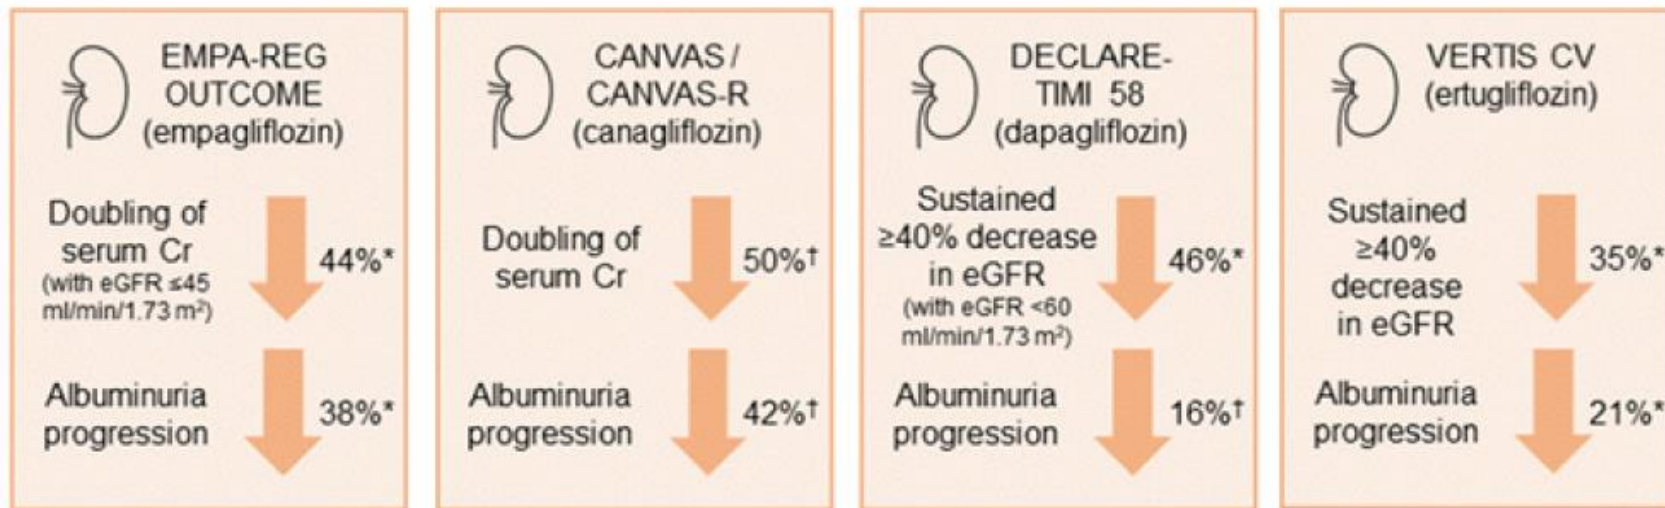 EMPA-REG
OUTCOME
(empagliflozin)
Doubling of
serum Cr
(with eGFR ≤45
ml/min/1.73 m²)
44%*
Albuminuria
progression
38%*
CANVAS /
CANVAS-R
(canagliflozin)
Doubling of
serum Cr
50%†
Albuminuria
progression
42%†
DECLARE-
TIMI 58
(dapagliflozin)
Sustained
≥40% decrease
in eGFR
(with eGFR <60
ml/min/1.73 m²)
46%*
Albuminuria
progression
16%†
VERTIS CV
(ertugliflozin)
Sustained
≥40%
decrease
in eGFR
35%*
Albuminuria
progression
21%*